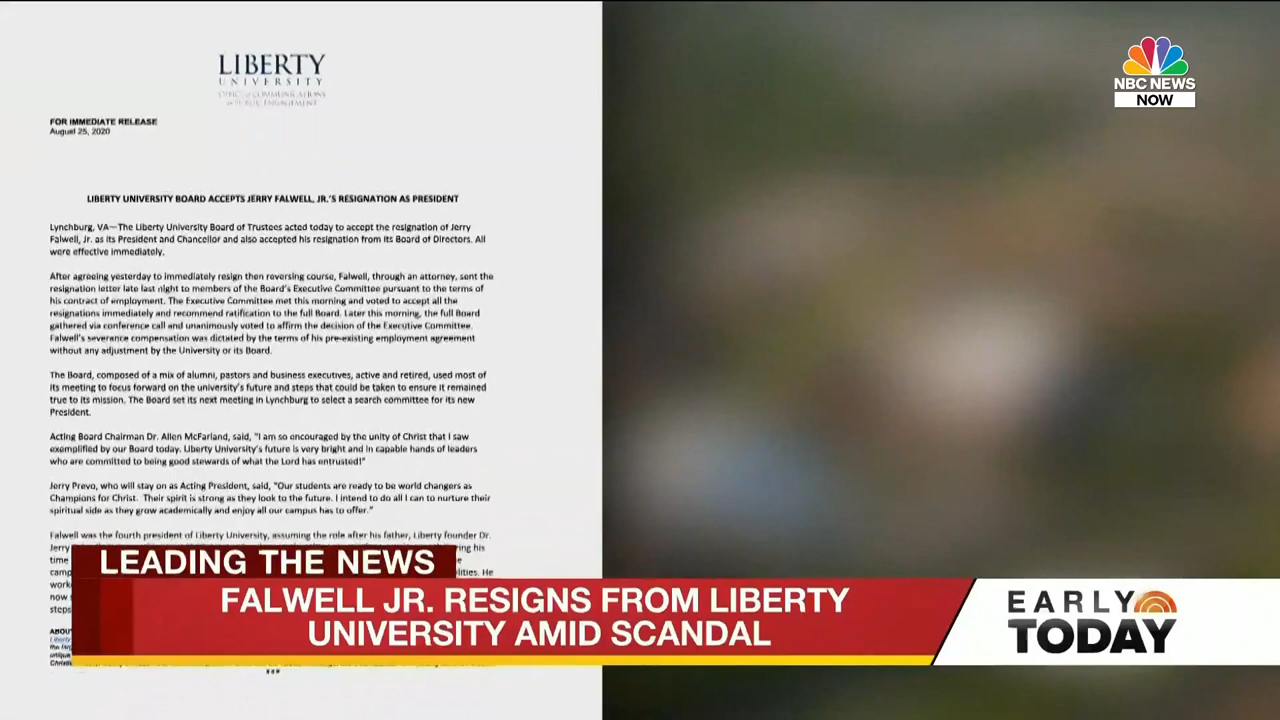 LIBERTY
UNIVERSITY
OFFICE of COMMUNICATIONS
& PUBLIC ENGAGEMENT
FOR IMMEDIATE RELEASE
August 25, 2020
LIBERTY UNIVERSITY BOARD ACCEPTS JERRY FALWELL, JR.'S RESIGNATION AS PRESIDENT
Lynchburg, VA—The Liberty University Board of Trustees acted today to accept the resignation of Jerry
Falwell, Jr. as its President and Chancellor and also accepted his resignation from its Board of Directors. All
were effective immediately.
After agreeing yesterday to immediately resign then reversing course, Falwell, through an attorney, sent the
resignation letter late last night to members of the Board's Executive Committee pursuant to the terms of
his contract of employment. The Executive Committee met this morning and voted to accept all the
resignations immediately and recommend ratification to the full Board. Later this morning, the full Board
gathered via conference call and unanimously voted to affirm the decision of the Executive Committee.
Falwell's severance compensation was dictated by the terms of his pre-existing employment agreement
without any adjustment by the University or its Board.
The Board, composed of a mix of alumni, pastors and business executives, active and retired, used most of
its meeting to focus forward on the university's future and steps that could be taken to ensure it remained
true to its mission. The Board set its next meeting in Lynchburg to select a search committee for its new
President.
Acting Board Chairman Dr. Allen McFarland, said, "I am so encouraged by the unity of Christ that I saw
exemplified by our Board today. Liberty University's future is very bright and in capable hands of leaders
who are committed to being good stewards of what the Lord has entrusted!"
Jerry Prevo, who will stay on as Acting President, said, "Our students are ready to be world changers as
Champions for Christ. Their spirit is strong as they look to the future. I intend to do all I can to nurture their
spiritual side as they grow academically and enjoy all our campus has to offer."
Falwell was the fourth president of Liberty University, assuming the role after his father, Liberty founder Dr.
Jerry
time
camp
work
now
steps
ring his
lities. He
ABOU
NBC NEWS
NOW
LEADING THE NEWS
FALWELL JR. RESIGNS FROM LIBERTY
UNIVERSITY AMID SCANDAL
EARLY
TODAY